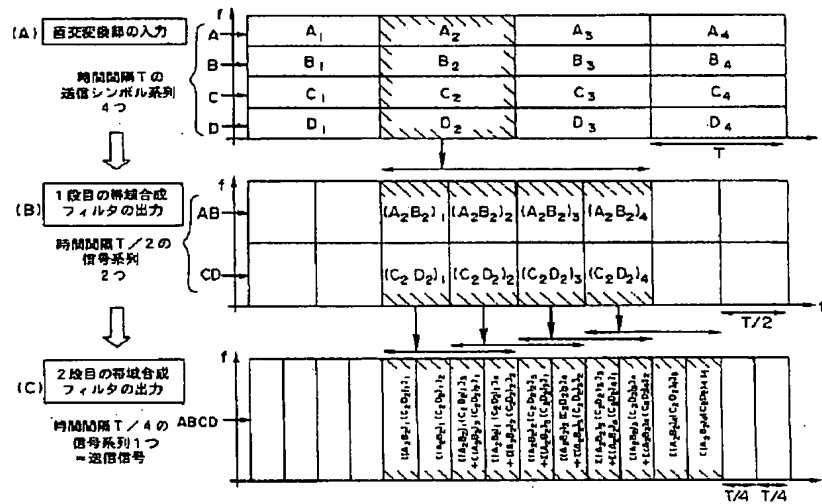 (A) 直交変換部の入力
時間間隔Tの
送信シンボル系列
4つ
f
A
B
C
D
A₁ A₂ A₃ A₄
B₁ B₂ B₃ B₄
C₁ C₂ C₃ C₄
D₁ D₂ D₃ D₄
T
(B) 1段目の帯域合成
フィルタの出力
時間間隔T/2の
信号系列
2つ
f
AB
CD
(A₂B₂)₁ (A₂B₂)₂ (A₂B₂)₃ (A₂B₂)₄
(C₂D₂)₁ (C₂D₂)₂ (C₂D₂)₃ (C₂D₂)₄
T/2
t
(C) 2段目の帯域合成
フィルタの出力
時間間隔T/4の
信号系列1つ
=送信信号
f
ABCD
T/4 T/4